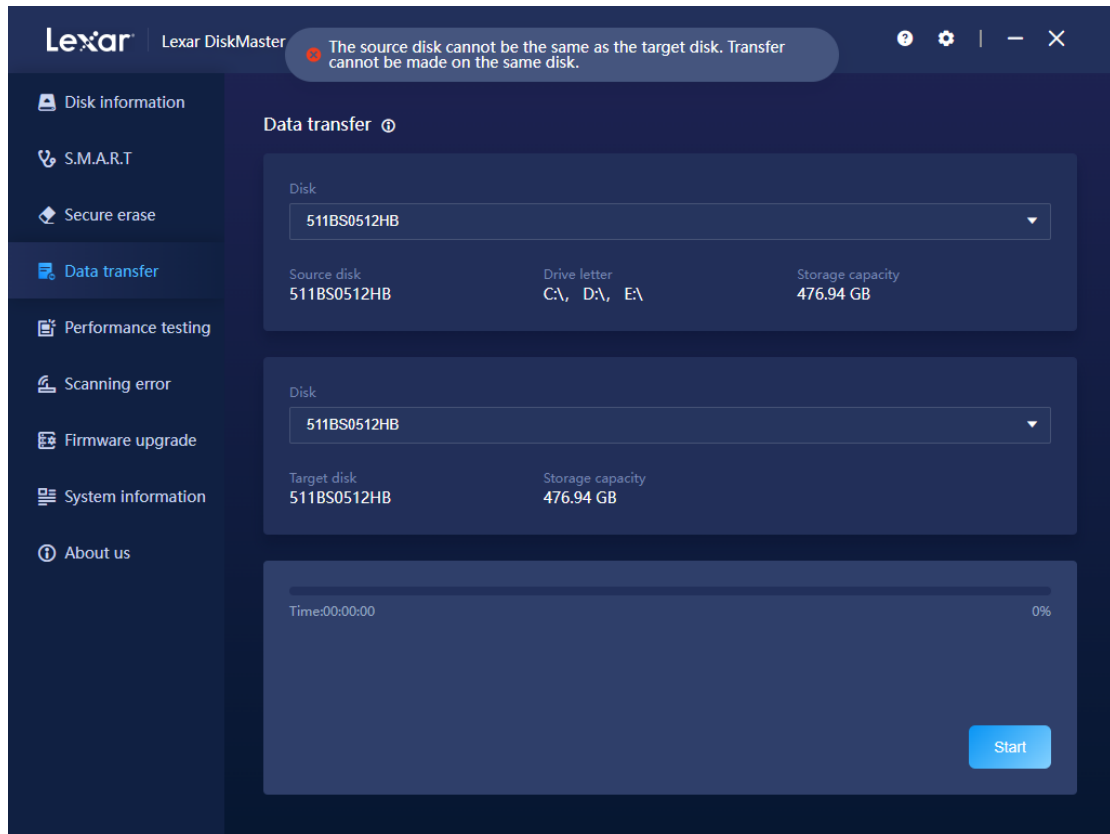 Lexar
Lexar DiskMaster
The source disk cannot be the same as the target disk. Transfer
cannot be made on the same disk.
Disk information
S.M.A.R.T
Secure erase
Data transfer
Performance testing
Scanning error
Firmware upgrade
System information
About us
Data transfer
Disk
511BS0512HB
Source disk Drive letter Storage capacity
511BS0512HB C:\, D:\, E:\ 476.94 GB
Disk
511BS0512HB
Target disk Storage capacity
511BS0512HB 476.94 GB
Time:00:00:00 0%
Start